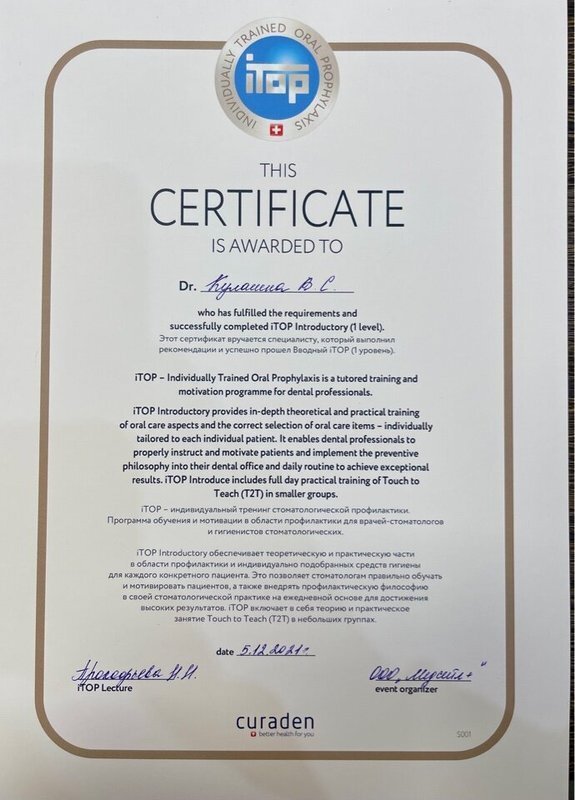 INDIVIDUALLY TRAINED ORAL PROPHYLAXIS
iTOP
THIS
CERTIFICATE
IS AWARDED TO
Dr. Кулашка В С.
who has fulfilled the requirements and
successfully completed iTOP Introductory (1 level).
Этот сертификат вручается специалисту, который выполнил
рекомендации и успешно прошел Вводный iTOP (1 уровень).
iTOP – Individually Trained Oral Prophylaxis is a tutored training and
motivation programme for dental professionals.
iTOP Introductory provides in-depth theoretical and practical training
of oral care aspects and the correct selection of oral care items – individually
tailored to each individual patient. It enables dental professionals to
properly instruct and motivate patients and implement the preventive
philosophy into their dental office and daily routine to achieve exceptional
results. iTOP Introduce includes full day practical training of Touch to
Teach (T2T) in smaller groups.
iTOP – индивидуальный тренинг стоматологической профилактики.
Программа обучения и мотивации в области профилактики для врачей-стоматологов
и гигиенистов стоматологических.
iTOP Introductory обеспечивает теоретическую и практическую части
в области профилактики и индивидуально подобранных средств гигиены
для каждого конкретного пациента. Это позволяет стоматологам правильно обучать
и мотивировать пациентов, а также внедрять профилактическую философию
в своей стоматологической практике на ежедневной основе для достижения
высоких результатов. iTOP включает в себя теорию и практическое
занятие Touch to Teach (T2T) в небольших группах.
date 5.12.2021г
Прокофьева Н.И.
iTOP Lecture
ООО
event organizer
curaden
better health for you
S001